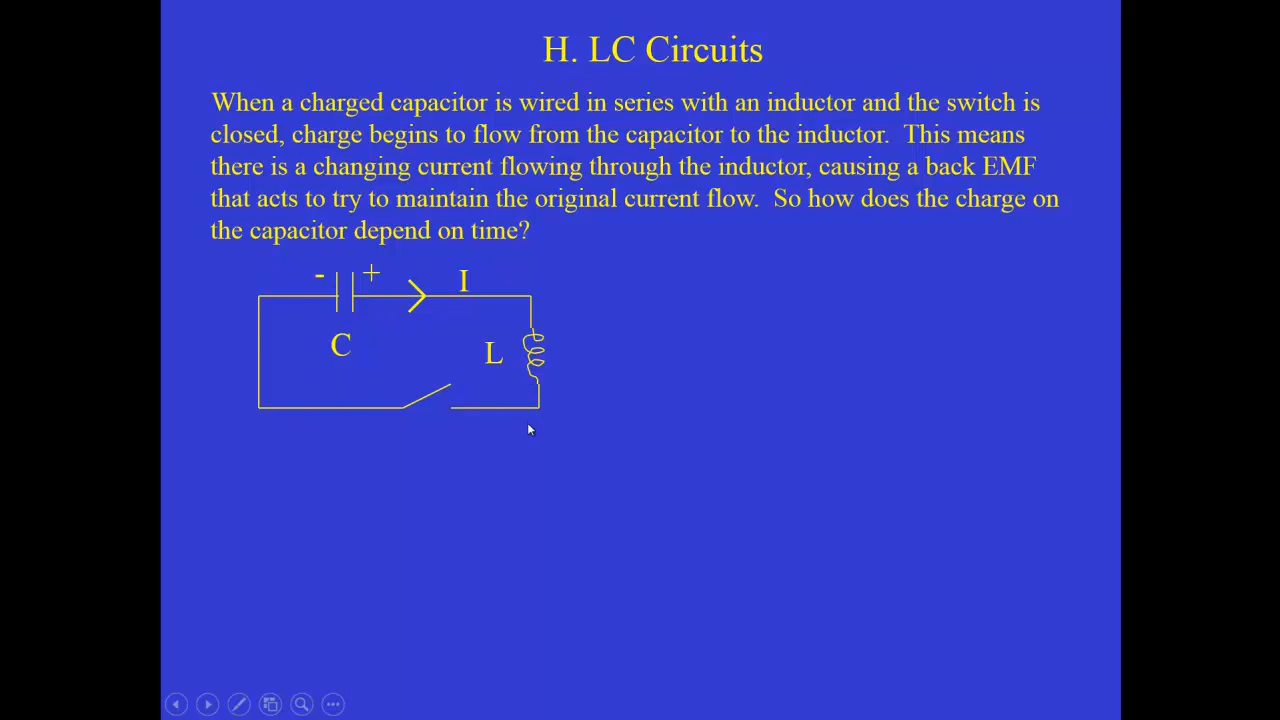 H. LC Circuits
When a charged capacitor is wired in series with an inductor and the switch is
closed, charge begins to flow from the capacitor to the inductor.  This means
there is a changing current flowing through the inductor, causing a back EMF
that acts to try to maintain the original current flow.  So how does the charge on
the capacitor depend on time?
- + I
C L